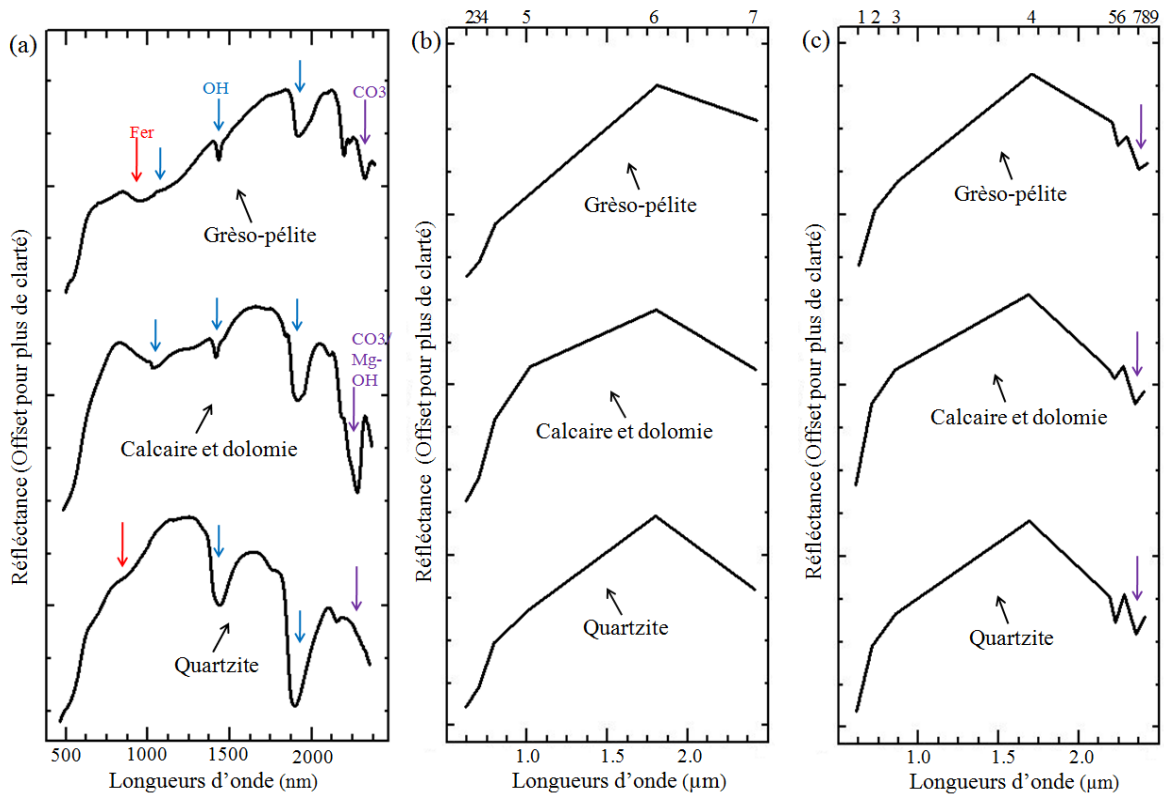 (a)
Réfléctance (Offset pour plus de clarté)
Fer
OH
CO3
Grèso-pélite
CO3/
Mg-
OH
Calcaire et dolomie
Quartzite
500 1000 1500 2000
Longueurs d’onde (nm)
234 5 6 7
(b)
Réfléctance (Offset pour plus de clarté)
Grèso-pélite
Calcaire et dolomie
Quartzite
1.0 1.5 2.0
Longueurs d’onde (µm)
1 2 3 4 56 789
(c)
Réfléctance (Offset pour plus de clarté)
Grèso-pélite
Calcaire et dolomie
Quartzite
1.0 1.5 2.0
Longueurs d’onde (µm)